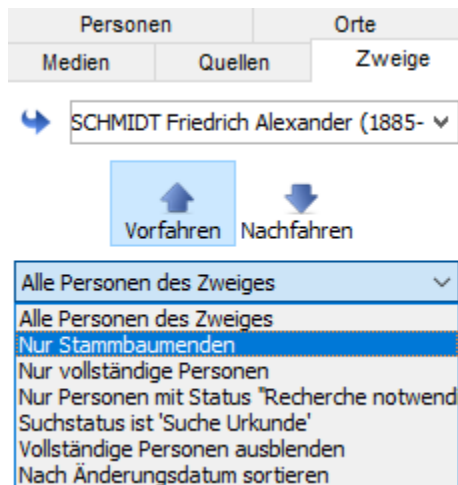 Personen Orte
Medien Quellen Zweige
SCHMIDT Friedrich Alexander (1885-
Vorfahren Nachfahren
Alle Personen des Zweiges
Alle Personen des Zweiges
Nur Stammbaumenden
Nur vollständige Personen
Nur Personen mit Status "Recherche notwend
Suchstatus ist 'Suche Urkunde'
Vollständige Personen ausblenden
Nach Änderungsdatum sortieren